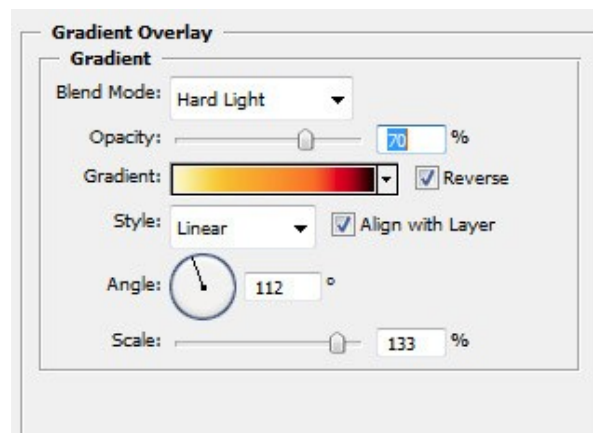 Gradient Overlay
Gradient
Blend Mode: Hard Light
Opacity: 70 %
Gradient: Reverse
Style: Linear Align with Layer
Angle: 112 °
Scale: 133 %